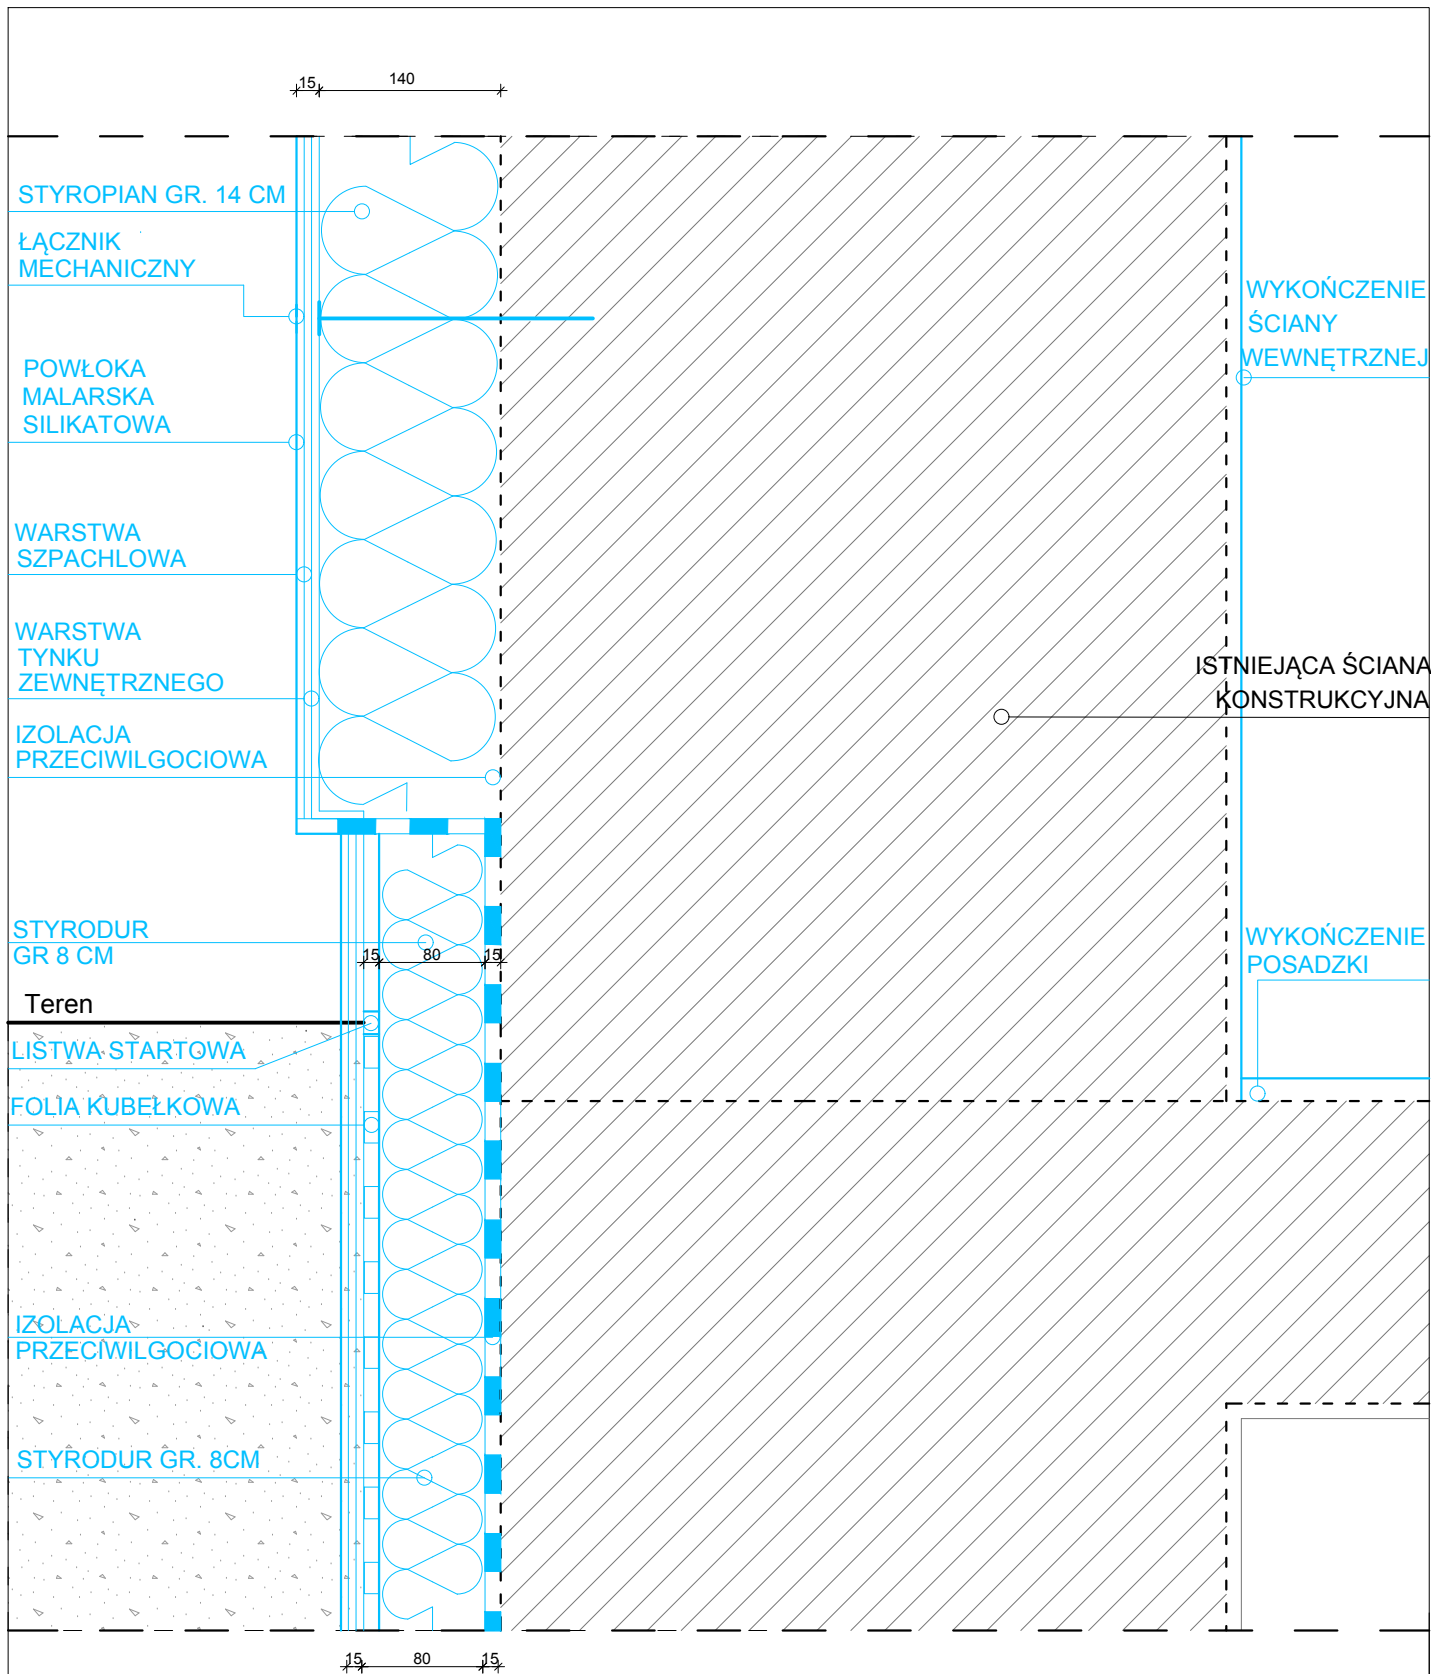 15
140
STYROPIAN GR. 14 CM
ŁĄCZNIK
MECHANICZNY
WYKOŃCZENIE
ŚCIANY
WEWNĘTRZNEJ
POWŁOKA
MALARSKA
SILIKATOWA
WARSTWA
SZPACHLOWA
WARSTWA
TYNKU
ZEWNĘTRZNEGO
ISTNIEJĄCA ŚCIANA
KONSTRUKCYJNA
IZOLACJA
PRZECIWILGOCIOWA
STYRODUR
GR 8 CM
15
80
15
WYKOŃCZENIE
POSADZKI
Teren
LISTWA STARTOWA
FOLIA KUBEŁKOWA
IZOLACJA
PRZECIWILGOCIOWA
STYRODUR GR. 8CM
15
80
15